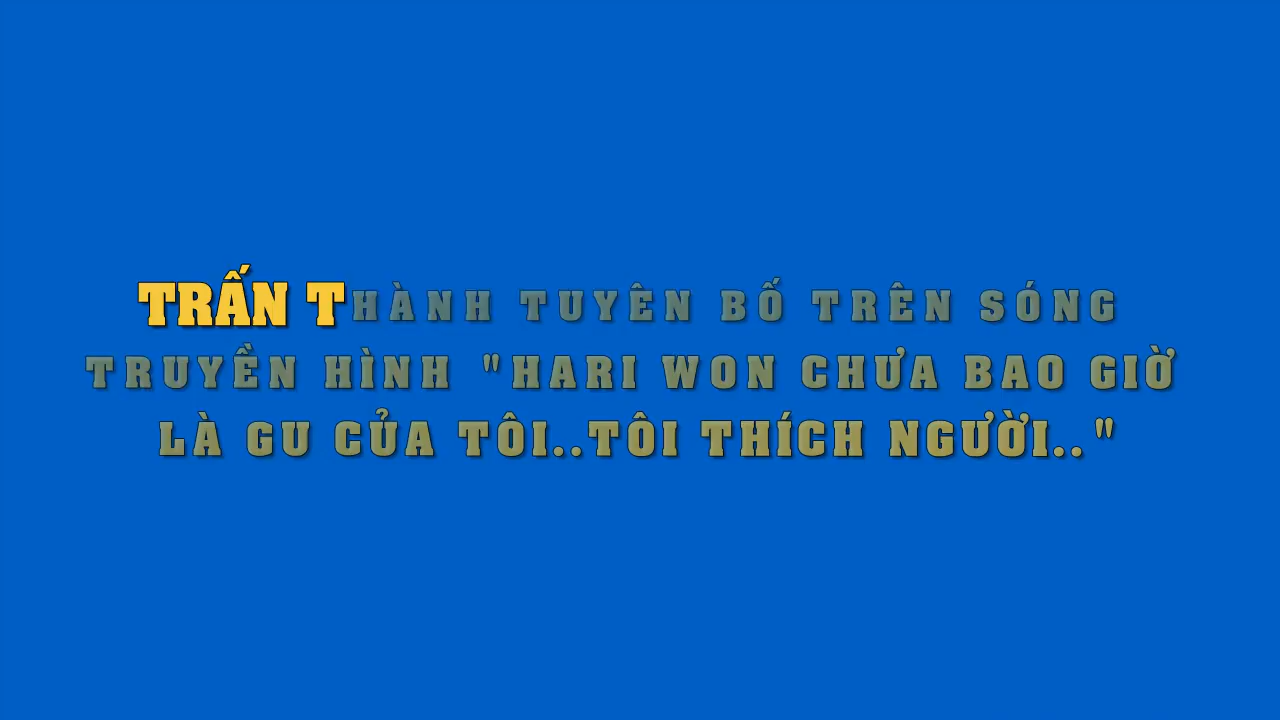 TRẤN THÀNH TUYÊN BỐ TRÊN SÓNG
TRUYỀN HÌNH "HARI WON CHƯA BAO GIỜ
LÀ GU CỦA TÔI..TÔI THÍCH NGƯỜI.."